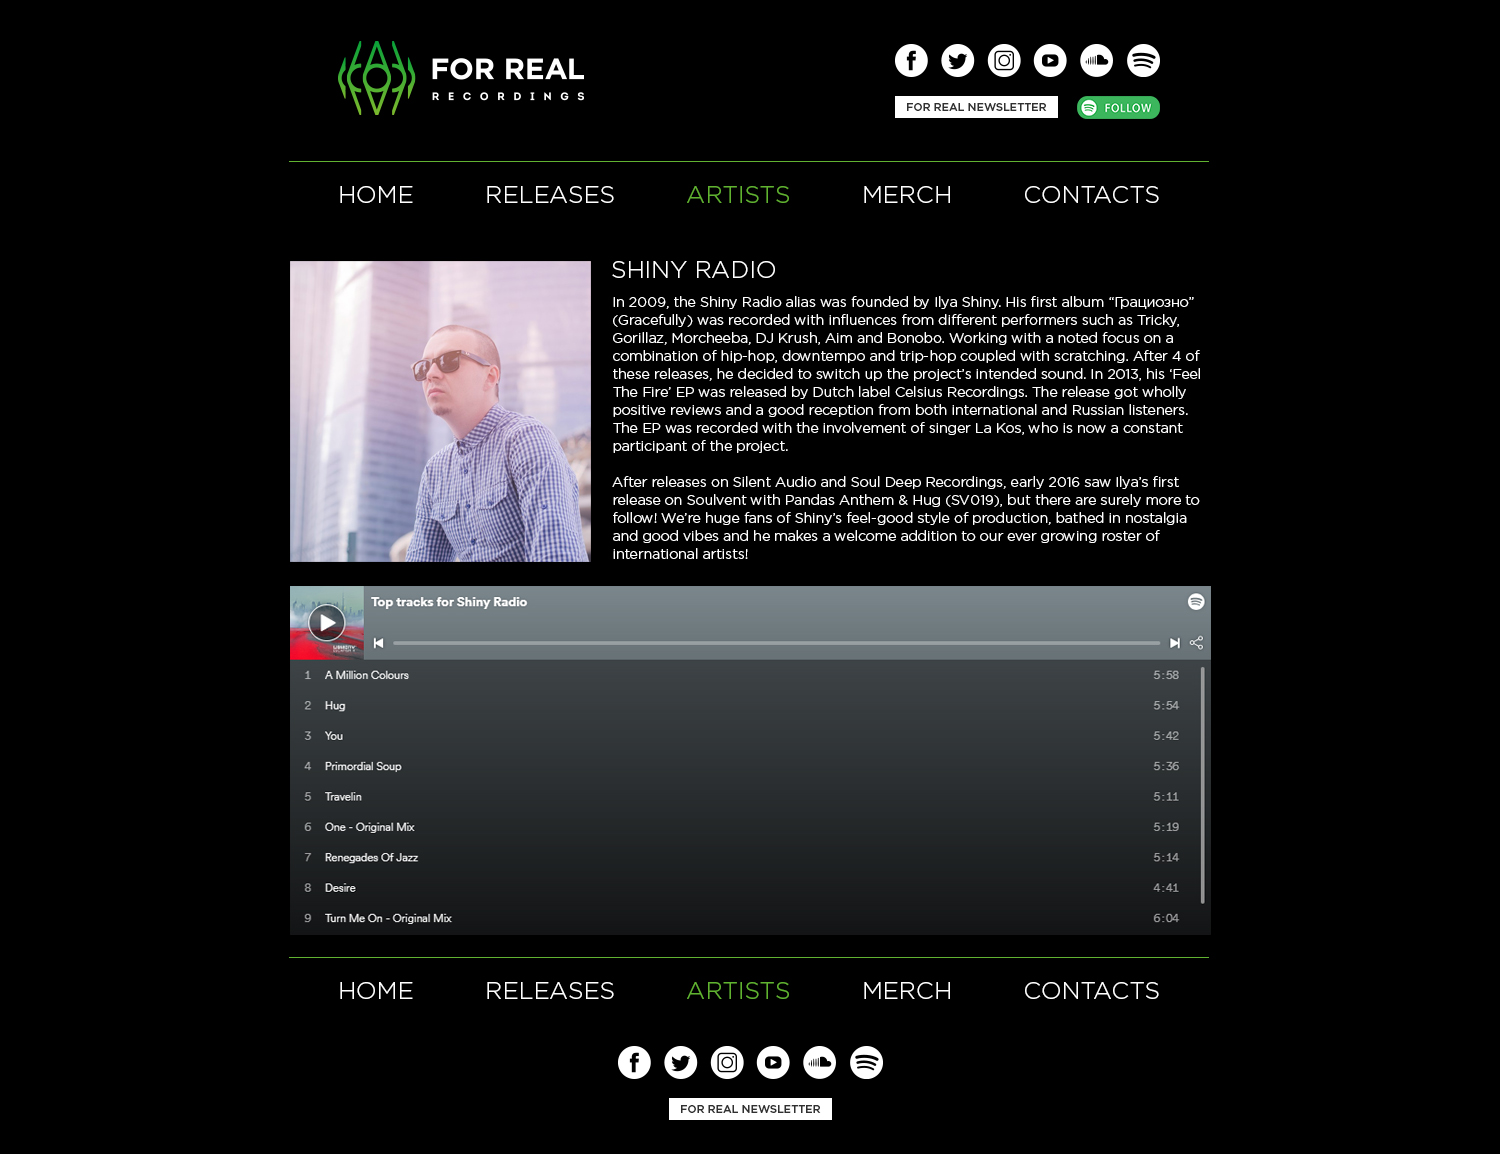 FOR REAL
RECORDINGS
FOR REAL NEWSLETTER
FOLLOW
HOME RELEASES ARTISTS MERCH CONTACTS
SHINY RADIO
In 2009, the Shiny Radio alias was founded by Ilya Shiny. His first album “Грациозно”
(Gracefully) was recorded with influences from different performers such as Tricky,
Gorillaz, Morcheeba, DJ Krush, Aim and Bonobo. Working with a noted focus on a
combination of hip-hop, downtempo and trip-hop coupled with scratching. After 4 of
these releases, he decided to switch up the project’s intended sound. In 2013, his ‘Feel
The Fire’ EP was released by Dutch label Celsius Recordings. The release got wholly
positive reviews and a good reception from both international and Russian listeners.
The EP was recorded with the involvement of singer La Kos, who is now a constant
participant of the project.
After releases on Silent Audio and Soul Deep Recordings, early 2016 saw Ilya’s first
release on Soulvent with Pandas Anthem & Hug (SV019), but there are surely more to
follow! We’re huge fans of Shiny’s feel-good style of production, bathed in nostalgia
and good vibes and he makes a welcome addition to our ever growing roster of
international artists!
Top tracks for Shiny Radio
1 A Million Colours 5:58
2 Hug 5:54
3 You 5:42
4 Primordial Soup 5:36
5 Travelin 5:11
6 One - Original Mix 5:19
7 Renegades Of Jazz 5:14
8 Desire 4:41
9 Turn Me On - Original Mix 6:04
HOME RELEASES ARTISTS MERCH CONTACTS
FOR REAL NEWSLETTER